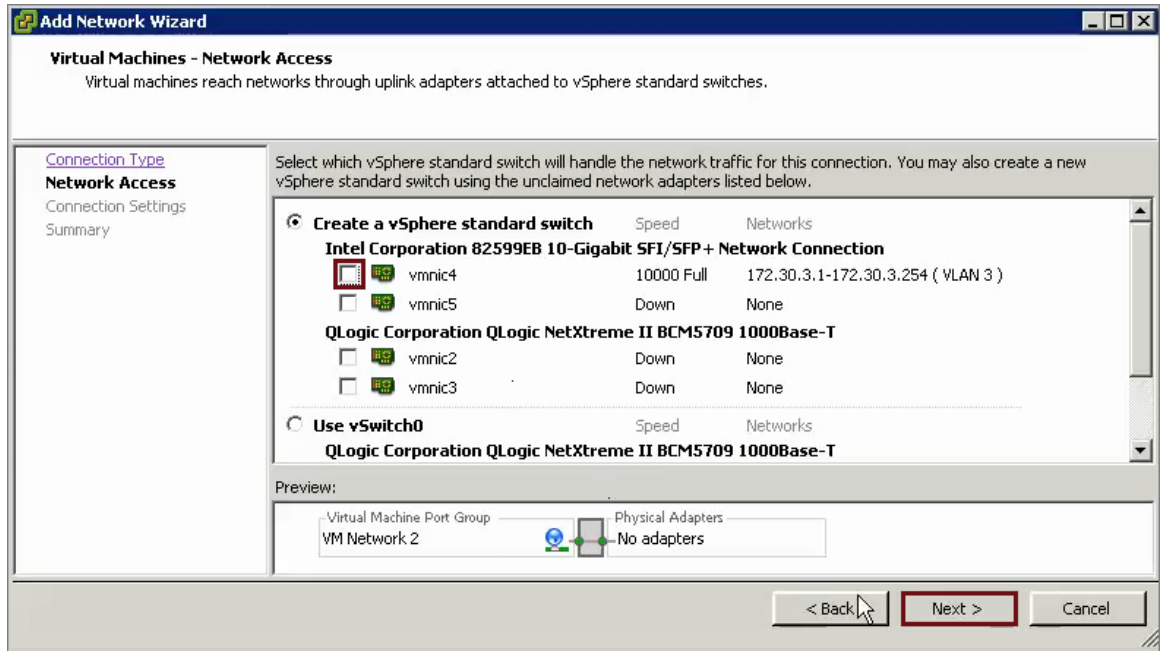 Add Network Wizard
Virtual Machines - Network Access
Virtual machines reach networks through uplink adapters attached to vSphere standard switches.
Connection Type
Network Access
Connection Settings
Summary
Select which vSphere standard switch will handle the network traffic for this connection. You may also create a new
vSphere standard switch using the unclaimed network adapters listed below.
Create a vSphere standard switch Speed Networks
Intel Corporation 82599EB 10-Gigabit SFI/SFP+ Network Connection
vmnic4 10000 Full 172.30.3.1-172.30.3.254 ( VLAN 3 )
vmnic5 Down None
QLogic Corporation QLogic NetXtreme II BCM5709 1000Base-T
vmnic2 Down None
vmnic3 Down None
Use vSwitch0 Speed Networks
QLogic Corporation QLogic NetXtreme II BCM5709 1000Base-T
Preview:
Virtual Machine Port Group Physical Adapters
VM Network 2 No adapters
< Back Next > Cancel